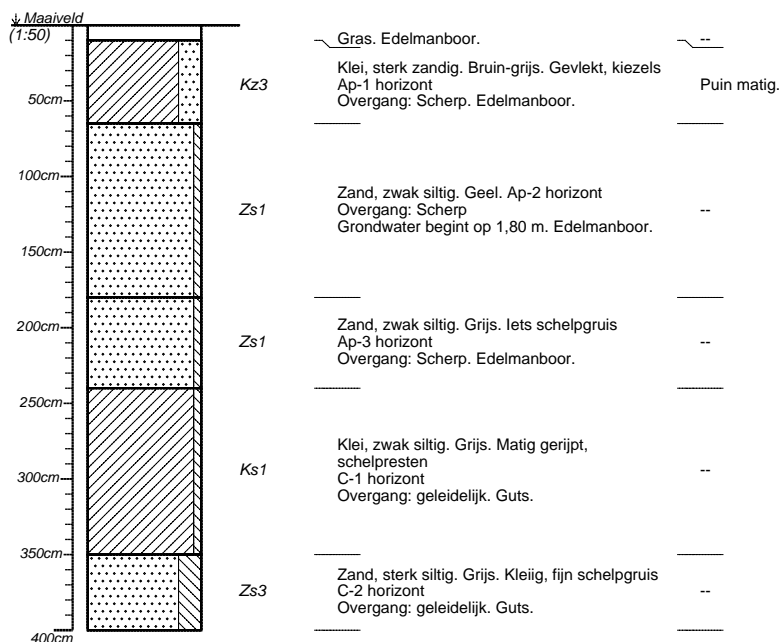 Maaiveld
(1:50)
Gras. Edelmanboor.
--
Kz3
Klei, sterk zandig. Bruin-grijs. Gevlekt, kiezels
Ap-1 horizont
Overgang: Scherp. Edelmanboor.
Puin matig.
50cm
100cm
Zs1
Zand, zwak siltig. Geel. Ap-2 horizont
Overgang: Scherp
Grondwater begint op 1,80 m. Edelmanboor.
--
150cm
200cm
Zs1
Zand, zwak siltig. Grijs. Iets schelpgruis
Ap-3 horizont
Overgang: Scherp. Edelmanboor.
--
250cm
Ks1
Klei, zwak siltig. Grijs. Matig gerijpt,
schelpresten
C-1 horizont
Overgang: geleidelijk. Guts.
--
300cm
350cm
Zs3
Zand, sterk siltig. Grijs. Kleiig, fijn schelpgruis
C-2 horizont
Overgang: geleidelijk. Guts.
--
400cm